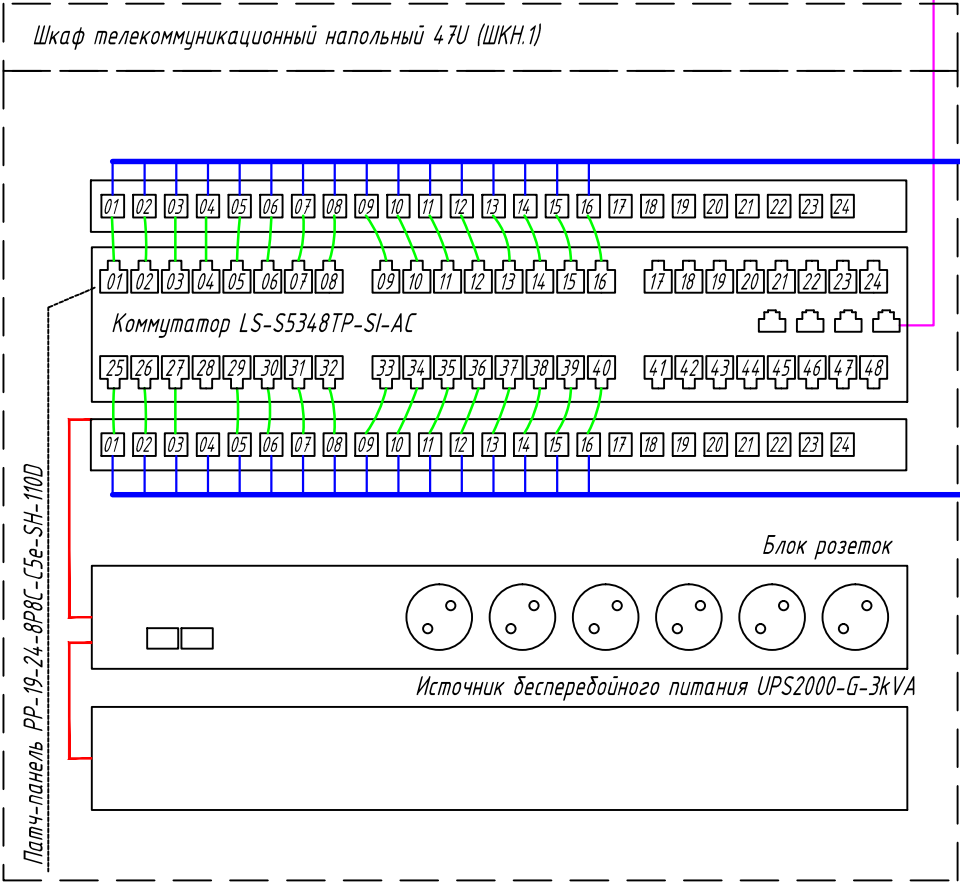 Шкаф телекоммуникационный напольный 47U (ШКН.1)
01 02 03 04 05 06 07 08 09 10 11 12 13 14 15 16 17 18 19 20 21 22 23 24
01 02 03 04 05 06 07 08 09 10 11 12 13 14 15 16 17 18 19 20 21 22 23 24
Коммутатор LS-S5348TP-SI-AC
25 26 27 28 29 30 31 32 33 34 35 36 37 38 39 40 41 42 43 44 45 46 47 48
01 02 03 04 05 06 07 08 09 10 11 12 13 14 15 16 17 18 19 20 21 22 23 24
Патч-панель PP-19-24-8P8C-C5e-SH-110D
Блок розеток
Источник бесперебойного питания UPS2000-G-3kVA